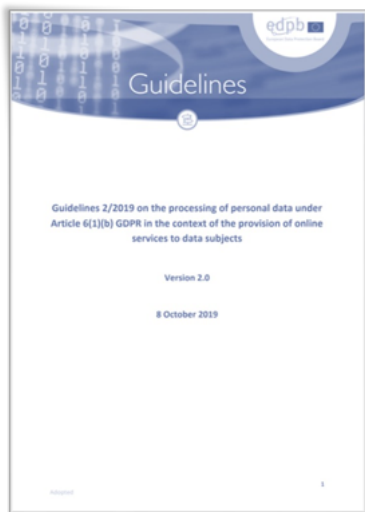 edpb
Guidelines
Guidelines 2/2019 on the processing of personal data under
Article 6(1)(b) GDPR in the context of the provision of online
services to data subjects
Version 2.0
8 October 2019
1